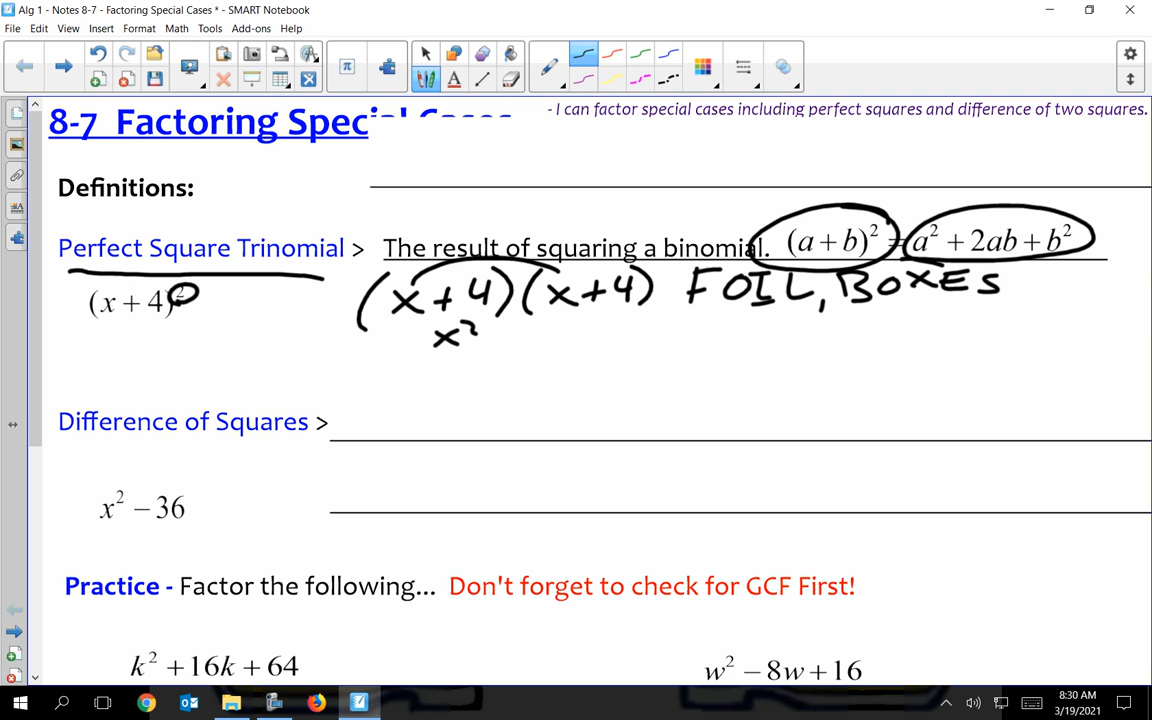 Alg 1 - Notes 8-7 - Factoring Special Cases * - SMART Notebook
File Edit View Insert Format Math Tools Add-ons Help
- I can factor special cases including perfect squares and difference of two squares.
8-7 Factoring Special Cases
Definitions:
Perfect Square Trinomial > The result of squaring a binomial. (a + b)² = a² + 2ab + b²
(x + 4)² (x+4)(x+4) FOIL, BOXES
x²
Difference of Squares >
x² − 36
Practice - Factor the following... Don't forget to check for GCF First!
k² + 16k + 64 w² − 8w + 16
8:30 AM
3/19/2021